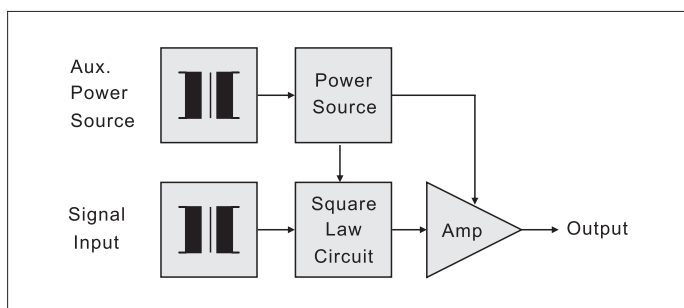 Aux.
Power
Source
Power
Source
Signal
Input
Square
Law
Circuit
Amp
Output